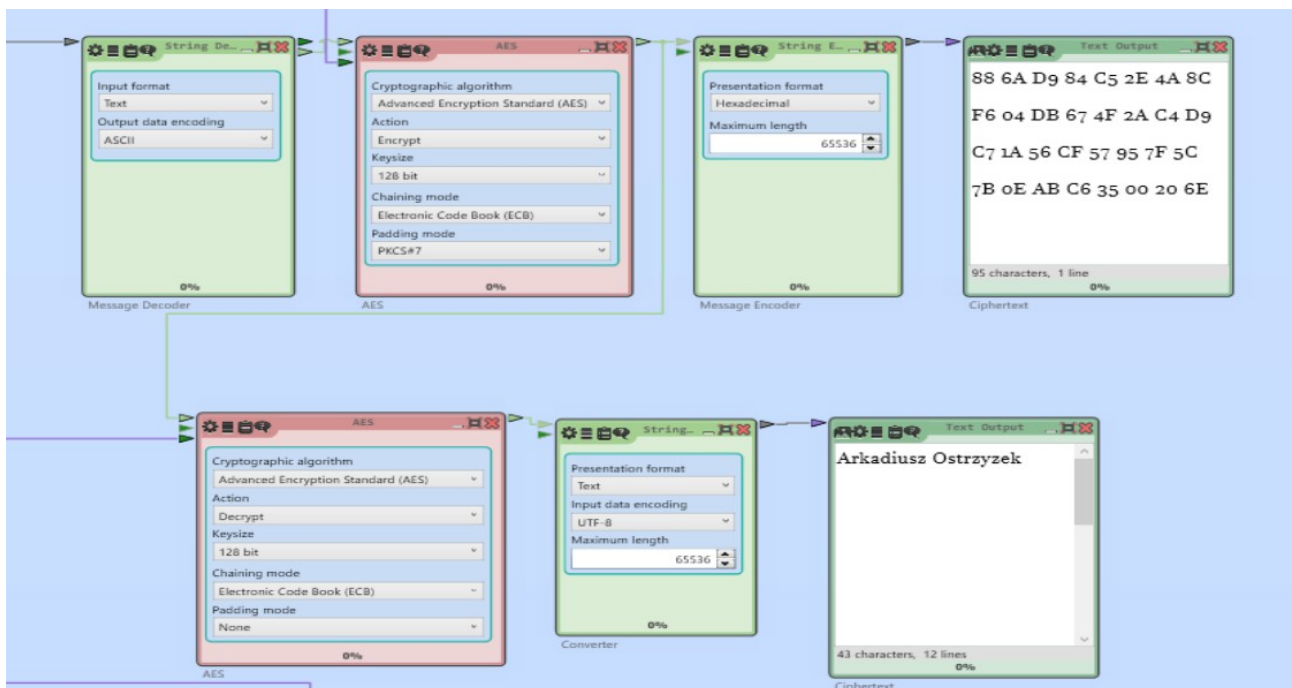 String De...
Input format
Text
Output data encoding
ASCII
0%
Message Decoder
AES
Cryptographic algorithm
Advanced Encryption Standard (AES)
Action
Encrypt
Keysize
128 bit
Chaining mode
Electronic Code Book (ECB)
Padding mode
PKCS#7
0%
AES
String E...
Presentation format
Hexadecimal
Maximum length
65536
0%
Message Encoder
Text Output
88 6A D9 84 C5 2E 4A 8C
F6 04 DB 67 4F 2A C4 D9
C7 1A 56 CF 57 95 7F 5C
7B 0E AB C6 35 00 20 6E
95 characters, 1 line
0%
Ciphertext
AES
Cryptographic algorithm
Advanced Encryption Standard (AES)
Action
Decrypt
Keysize
128 bit
Chaining mode
Electronic Code Book (ECB)
Padding mode
None
0%
AES
String...
Presentation format
Text
Input data encoding
UTF-8
Maximum length
65536
0%
Converter
Text Output
Arkadiusz Ostrzyzek
43 characters, 12 lines
0%
Ciphertext